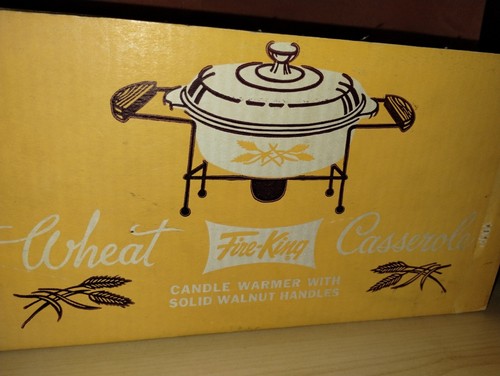 Wheat Fire-King Casserole
CANDLE WARMER WITH
SOLID WALNUT HANDLES